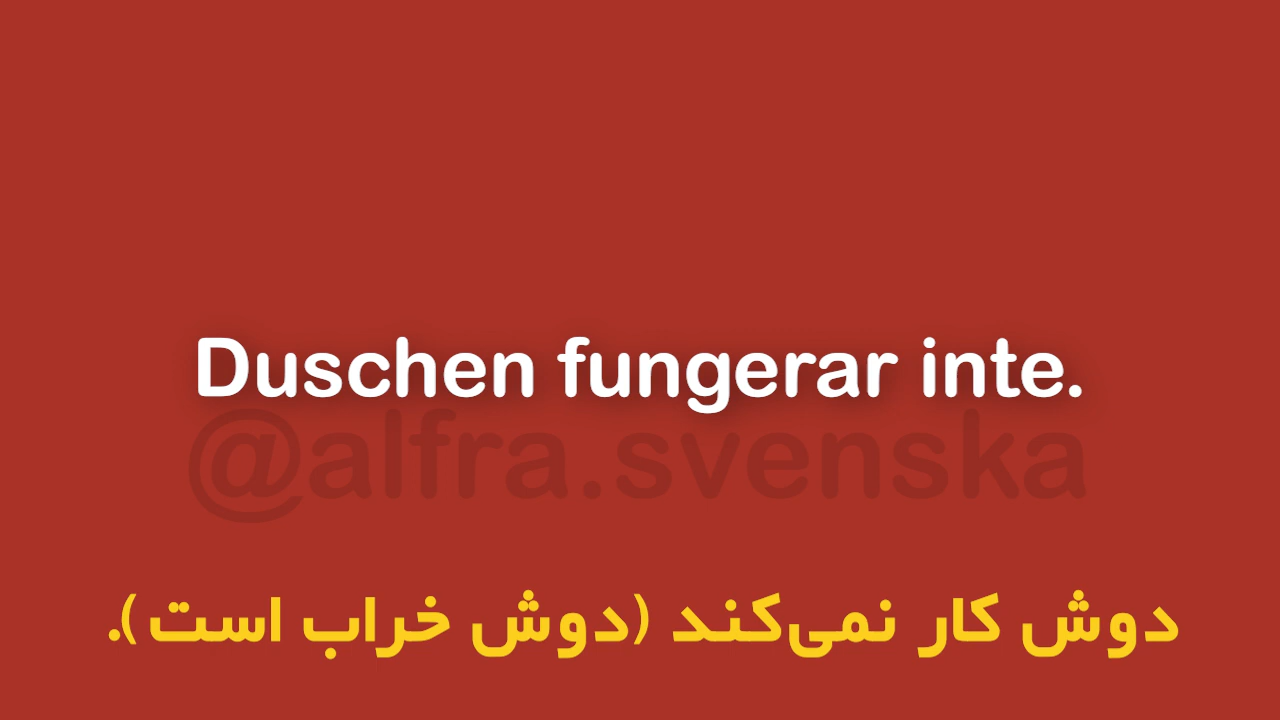 Duschen fungerar inte.
@alfra.svenska
دوش کار نمی‌کند (دوش خراب است).